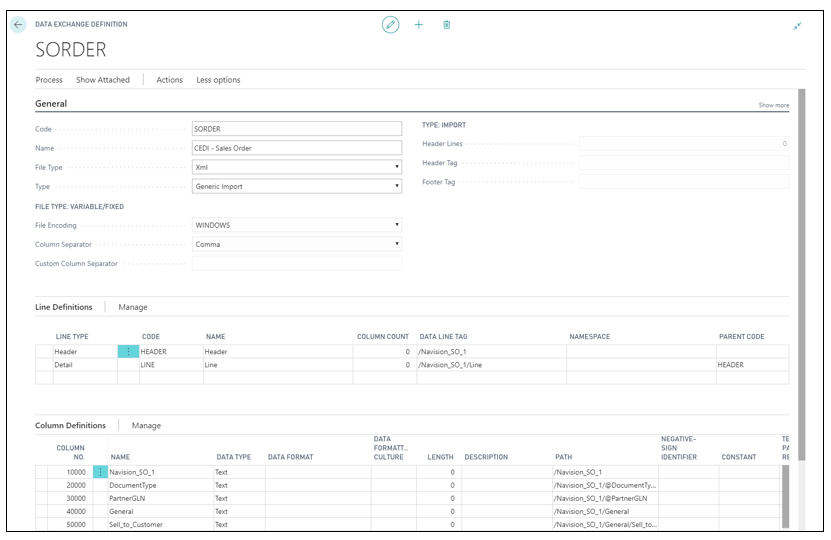 DATA EXCHANGE DEFINITION
SORDER
Process Show Attached Actions Less options
General Show more
Code SORDER
Name CEDI - Sales Order
File Type Xml
Type Generic Import
FILE TYPE: VARIABLE/FIXED
File Encoding WINDOWS
Column Separator Comma
Custom Column Separator
TYPE: IMPORT
Header Lines 0
Header Tag
Footer Tag
Line Definitions Manage
LINE TYPE CODE NAME COLUMN COUNT DATA LINE TAG NAMESPACE PARENT CODE
Header HEADER Header 0 /Navision_SO_1
Detail LINE Line 0 /Navision_SO_1/Line HEADER
Column Definitions Manage
COLUMN NO. NAME DATA TYPE DATA FORMAT DATA FORMATT... CULTURE LENGTH DESCRIPTION PATH NEGATIVE-SIGN IDENTIFIER CONSTANT TE PA RE
10000 Navision_SO_1 Text 0 /Navision_SO_1
20000 DocumentType Text 0 /Navision_SO_1/@DocumentTy...
30000 PartnerGLN Text 0 /Navision_SO_1/@PartnerGLN
40000 General Text 0 /Navision_SO_1/General
50000 Sell_to_Customer Text 0 /Navision_SO_1/General/Sell_to...